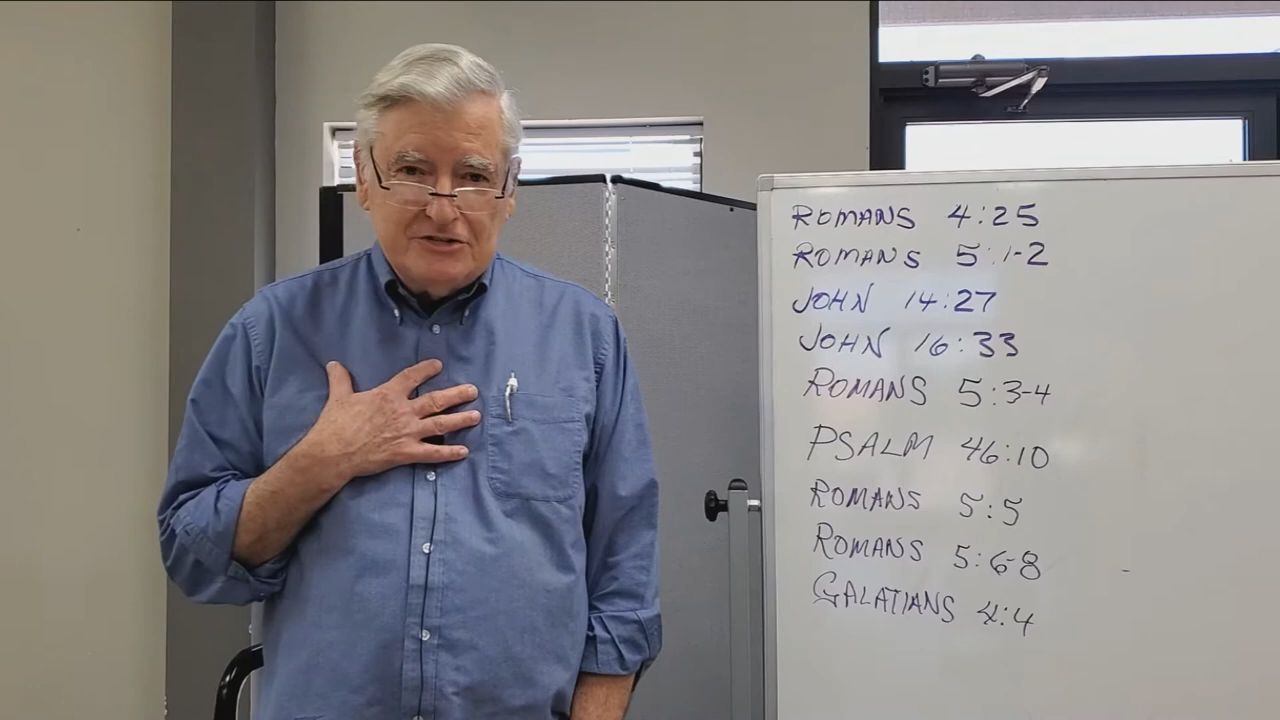 ROMANS 4:25
ROMANS 5:1-2
JOHN 14:27
JOHN 16:33
ROMANS 5:3-4
PSALM 46:10
ROMANS 5:5
ROMANS 5:6-8
GALATIANS 4:4